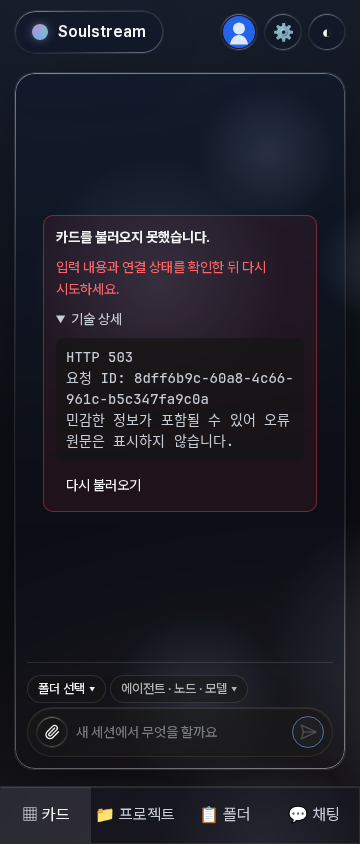 Soulstream
카드를 불러오지 못했습니다.
입력 내용과 연결 상태를 확인한 뒤 다시
시도하세요.
▼ 기술 상세
HTTP 503
요청 ID: 8dff6b9c-60a8-4c66-
961c-b5c347fa9c0a
민감한 정보가 포함될 수 있어 오류
원문은 표시하지 않습니다.
다시 불러오기
폴더 선택 ▾ 에이전트 · 노드 · 모델 ▾
새 세션에서 무엇을 할까요
카드 프로젝트 폴더 채팅